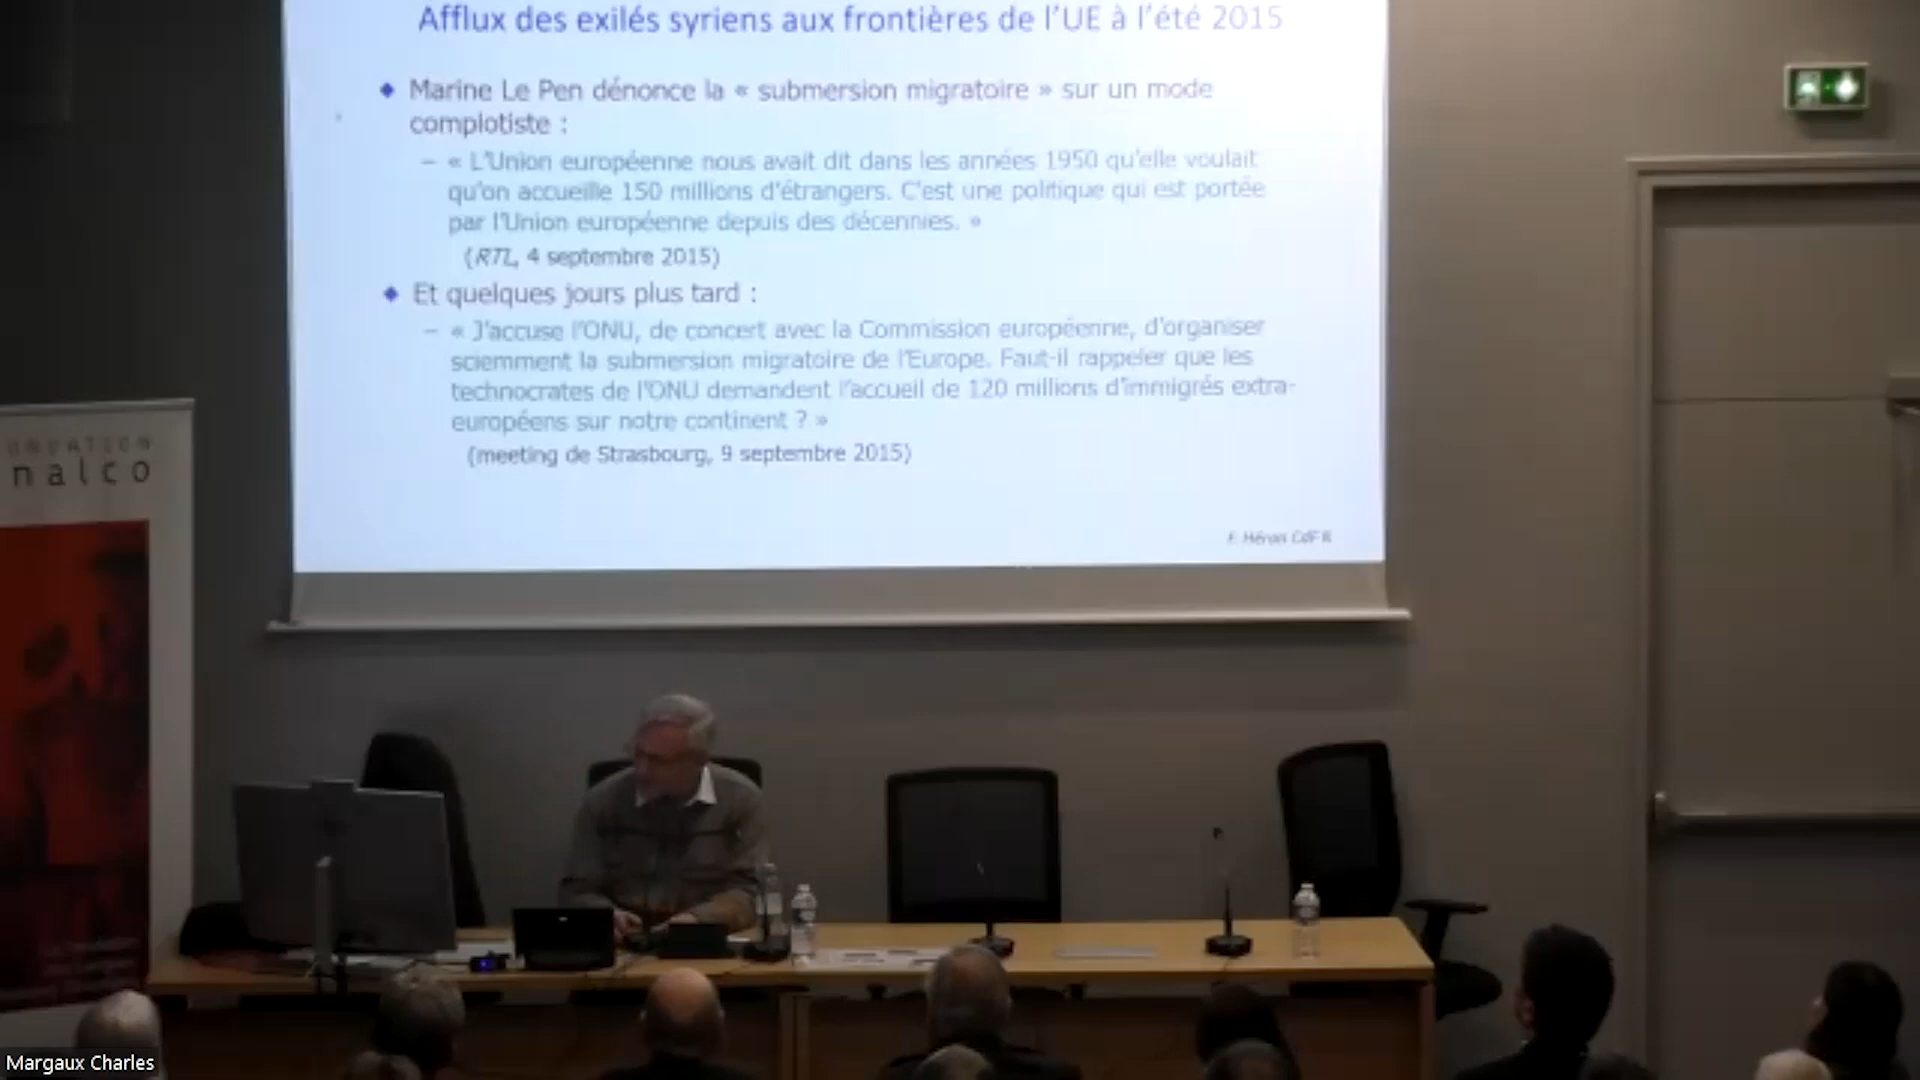 Afflux des exilés syriens aux frontières de l'UE à l'été 2015
◆ Marine Le Pen dénonce la « submersion migratoire » sur un mode
complotiste :
– « L'Union européenne nous avait dit dans les années 1950 qu'elle voulait
qu'on accueille 150 millions d'étrangers. C'est une politique qui est portée
par l'Union européenne depuis des décennies. »
(RTL, 4 septembre 2015)
◆ Et quelques jours plus tard :
– « J'accuse l'ONU, de concert avec la Commission européenne, d'organiser
sciemment la submersion migratoire de l'Europe. Faut-il rappeler que les
technocrates de l'ONU demandent l'accueil de 120 millions d'immigrés extra-
européens sur notre continent ? »
(meeting de Strasbourg, 9 septembre 2015)
F. Héran CdF
nalco
Margaux Charles